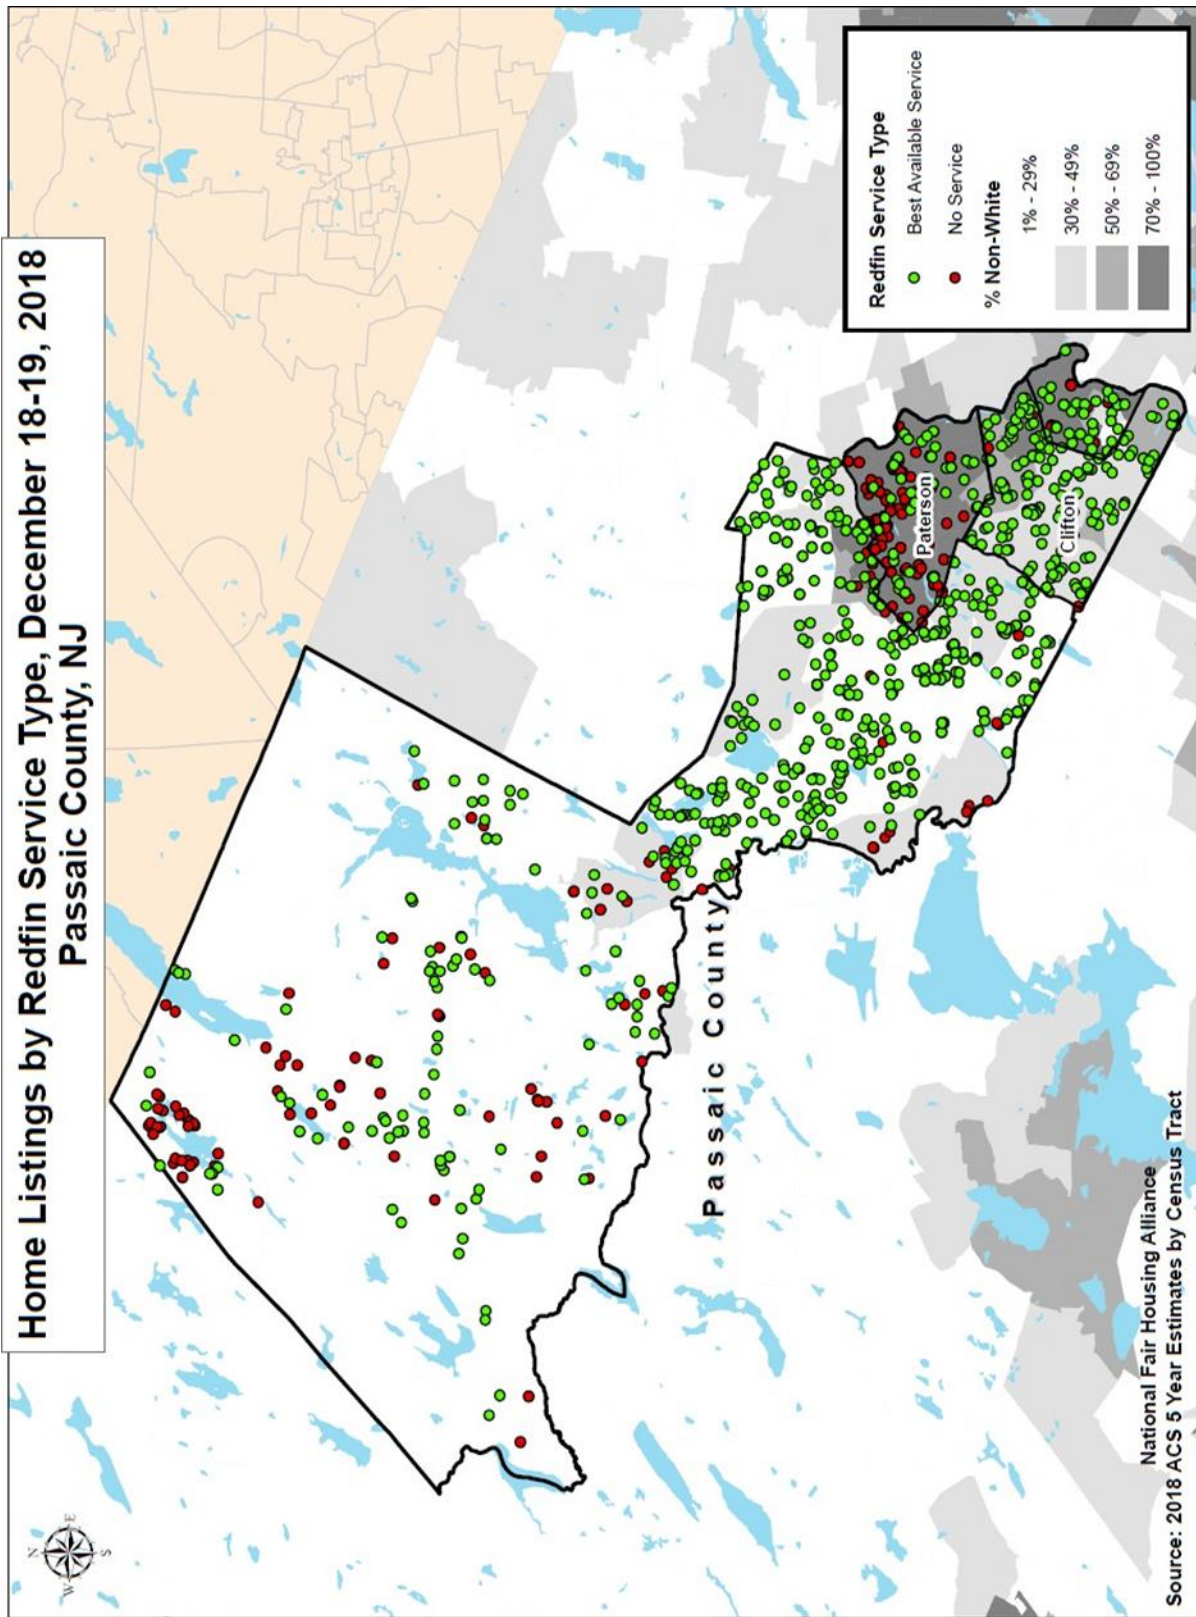 Home Listings by Redfin Service Type, December 18-19, 2018
Passaic County, NJ
N
W
E
S
Paterson
Clifton
Passaic County
Redfin Service Type
Best Available Service
No Service
% Non-White
1% - 29%
30% - 49%
50% - 69%
70% - 100%
National Fair Housing Alliance
Source: 2018 ACS 5 Year Estimates by Census Tract